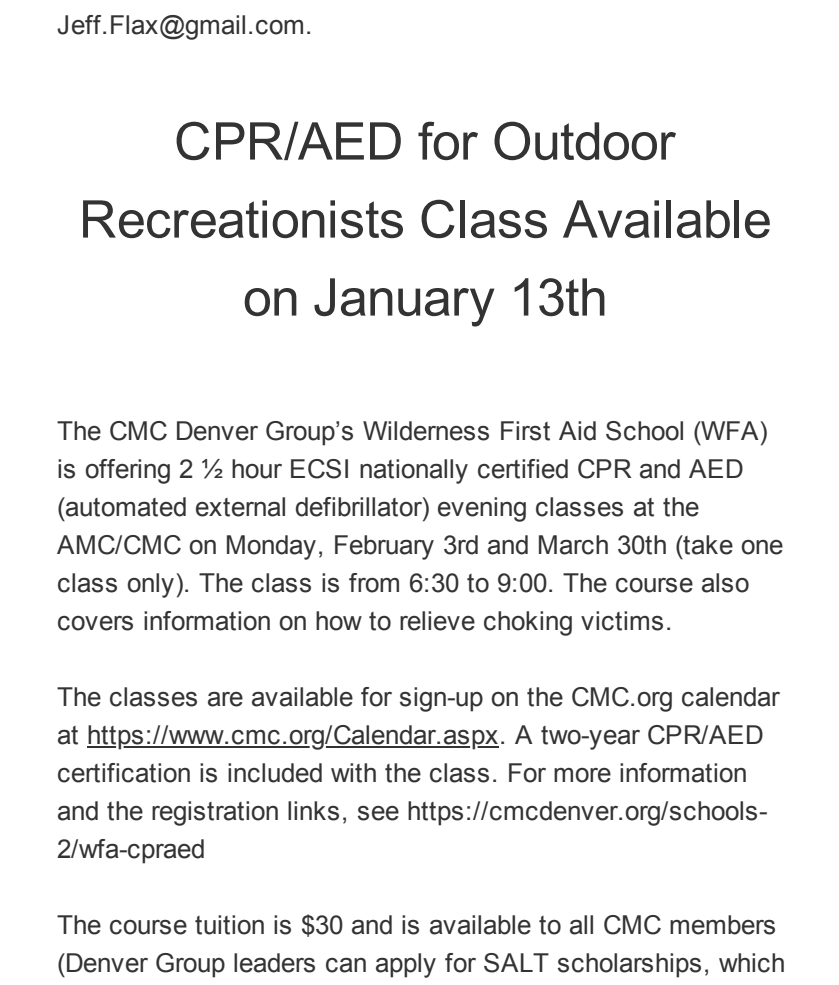 Jeff.Flax@gmail.com.
CPR/AED for Outdoor
Recreationists Class Available
on January 13th
The CMC Denver Group’s Wilderness First Aid School (WFA)
is offering 2 ½ hour ECSI nationally certified CPR and AED
(automated external defibrillator) evening classes at the
AMC/CMC on Monday, February 3rd and March 30th (take one
class only). The class is from 6:30 to 9:00. The course also
covers information on how to relieve choking victims.
The classes are available for sign-up on the CMC.org calendar
at https://www.cmc.org/Calendar.aspx. A two-year CPR/AED
certification is included with the class. For more information
and the registration links, see https://cmcdenver.org/schools-
2/wfa-cpraed
The course tuition is $30 and is available to all CMC members
(Denver Group leaders can apply for SALT scholarships, which